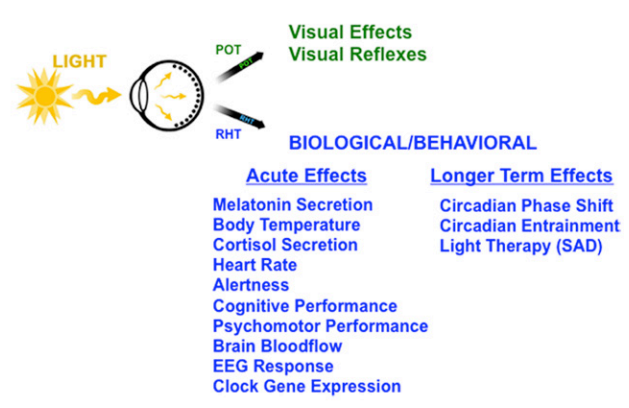 LIGHT
POT
POT
Visual Effects
Visual Reflexes
RHT
RHT
BIOLOGICAL/BEHAVIORAL
Acute Effects
Melatonin Secretion
Body Temperature
Cortisol Secretion
Heart Rate
Alertness
Cognitive Performance
Psychomotor Performance
Brain Bloodflow
EEG Response
Clock Gene Expression
Longer Term Effects
Circadian Phase Shift
Circadian Entrainment
Light Therapy (SAD)